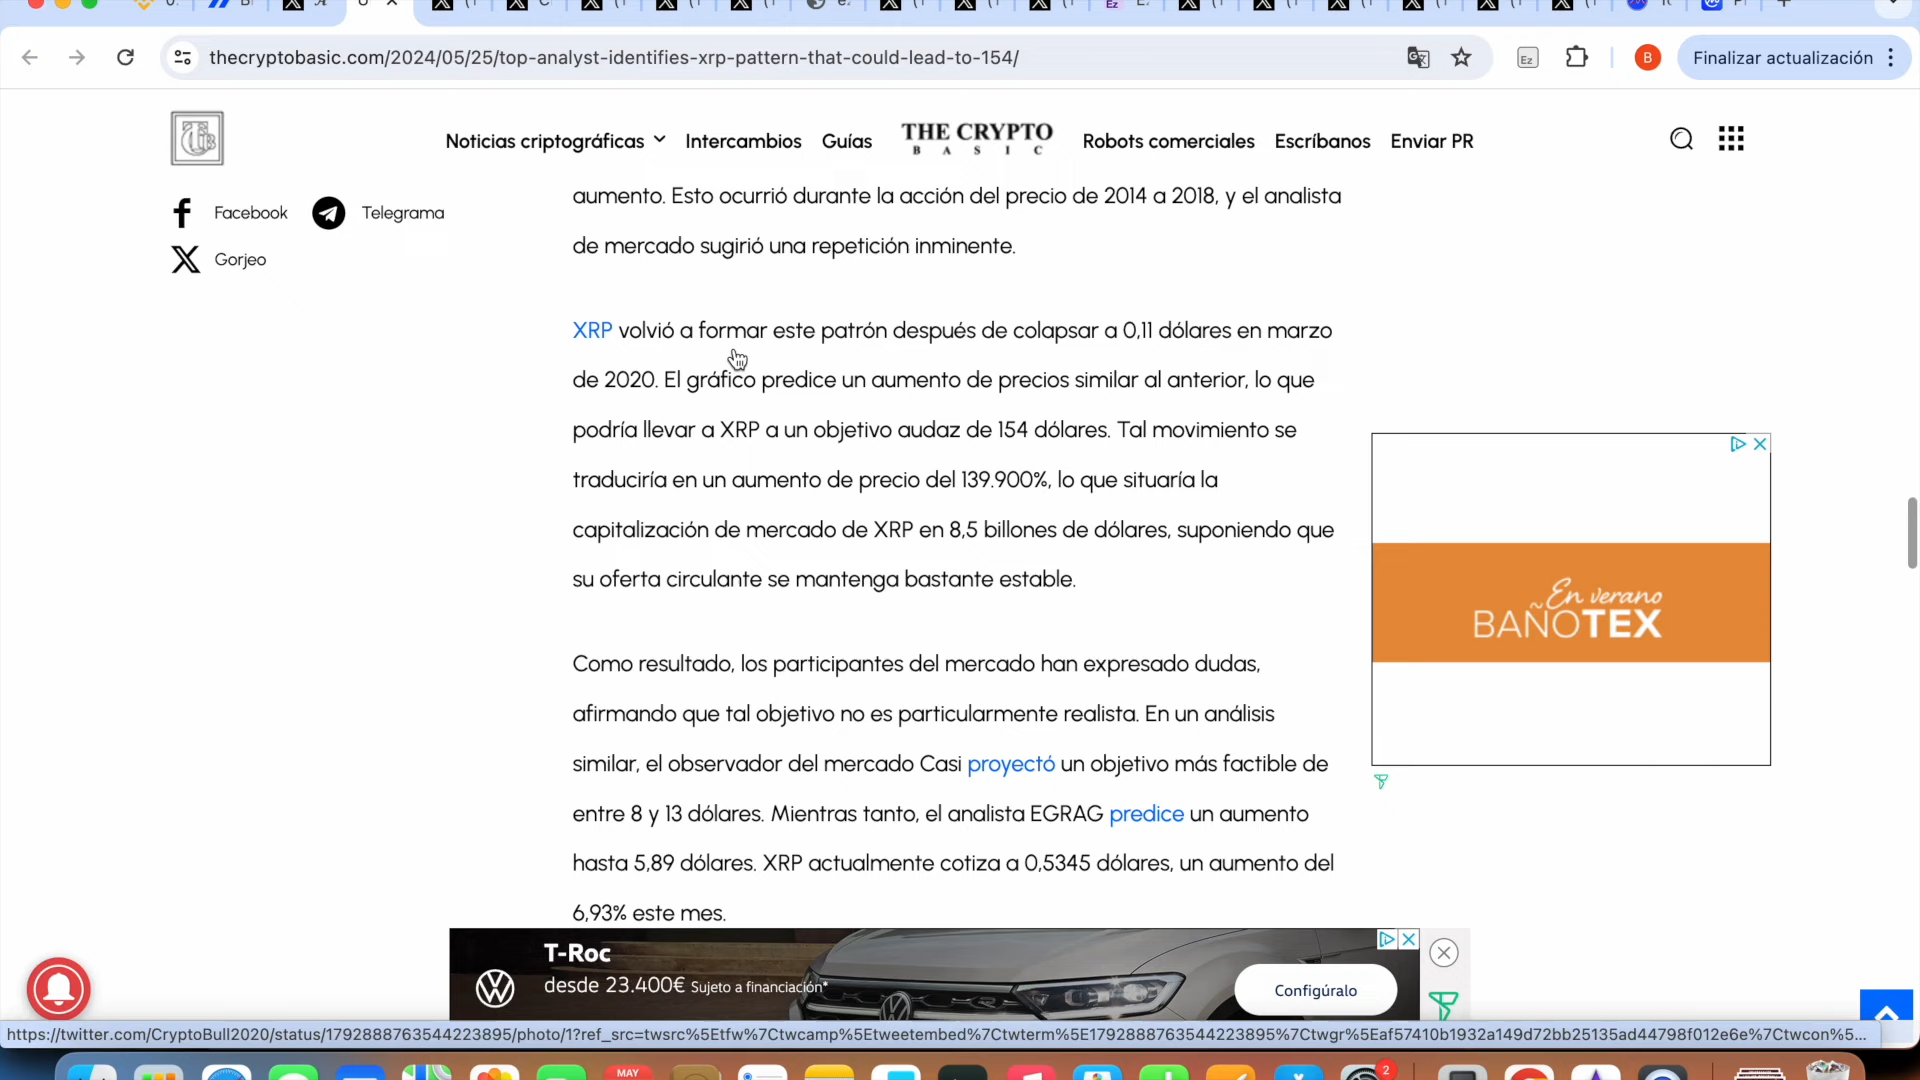 thecryptobasic.com/2024/05/25/top-analyst-identifies-xrp-pattern-that-could-lead-to-154/
Ez
B
Finalizar actualización
Noticias criptográficas
Intercambios
Guías
THE CRYPTO
BASIC
Robots comerciales
Escríbanos
Enviar PR
Facebook
Telegrama
Gorjeo
aumento. Esto ocurrió durante la acción del precio de 2014 a 2018, y el analista
de mercado sugirió una repetición inminente.
XRP volvió a formar este patrón después de colapsar a 0,11 dólares en marzo
de 2020. El gráfico predice un aumento de precios similar al anterior, lo que
podría llevar a XRP a un objetivo audaz de 154 dólares. Tal movimiento se
traduciría en un aumento de precio del 139.900%, lo que situaría la
capitalización de mercado de XRP en 8,5 billones de dólares, suponiendo que
su oferta circulante se mantenga bastante estable.
Como resultado, los participantes del mercado han expresado dudas,
afirmando que tal objetivo no es particularmente realista. En un análisis
similar, el observador del mercado Casi proyectó un objetivo más factible de
entre 8 y 13 dólares. Mientras tanto, el analista EGRAG predice un aumento
hasta 5,89 dólares. XRP actualmente cotiza a 0,5345 dólares, un aumento del
6,93% este mes.
En verano
BAÑOTEX
T-Roc
desde 23.400€ Sujeto a financiación*
Configúralo
https://twitter.com/CryptoBull2020/status/1792888763544223895/photo/1?ref_src=twsrc%5Etfw%7Ctwcamp%5Etweetembed%7Ctwterm%5E1792888763544223895%7Ctwgr%5Eaf57410b1932a149d72bb25135ad44798f012e6e%7Ctwcon%5...
MAY
2